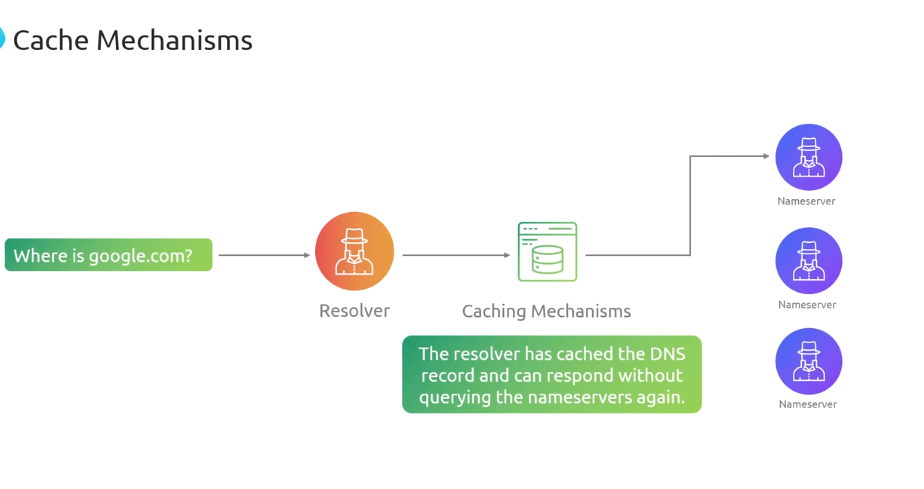 Cache Mechanisms
Nameserver
Where is google.com?
Resolver
Caching Mechanisms
Nameserver
The resolver has cached the DNS
record and can respond without
querying the nameservers again.
Nameserver